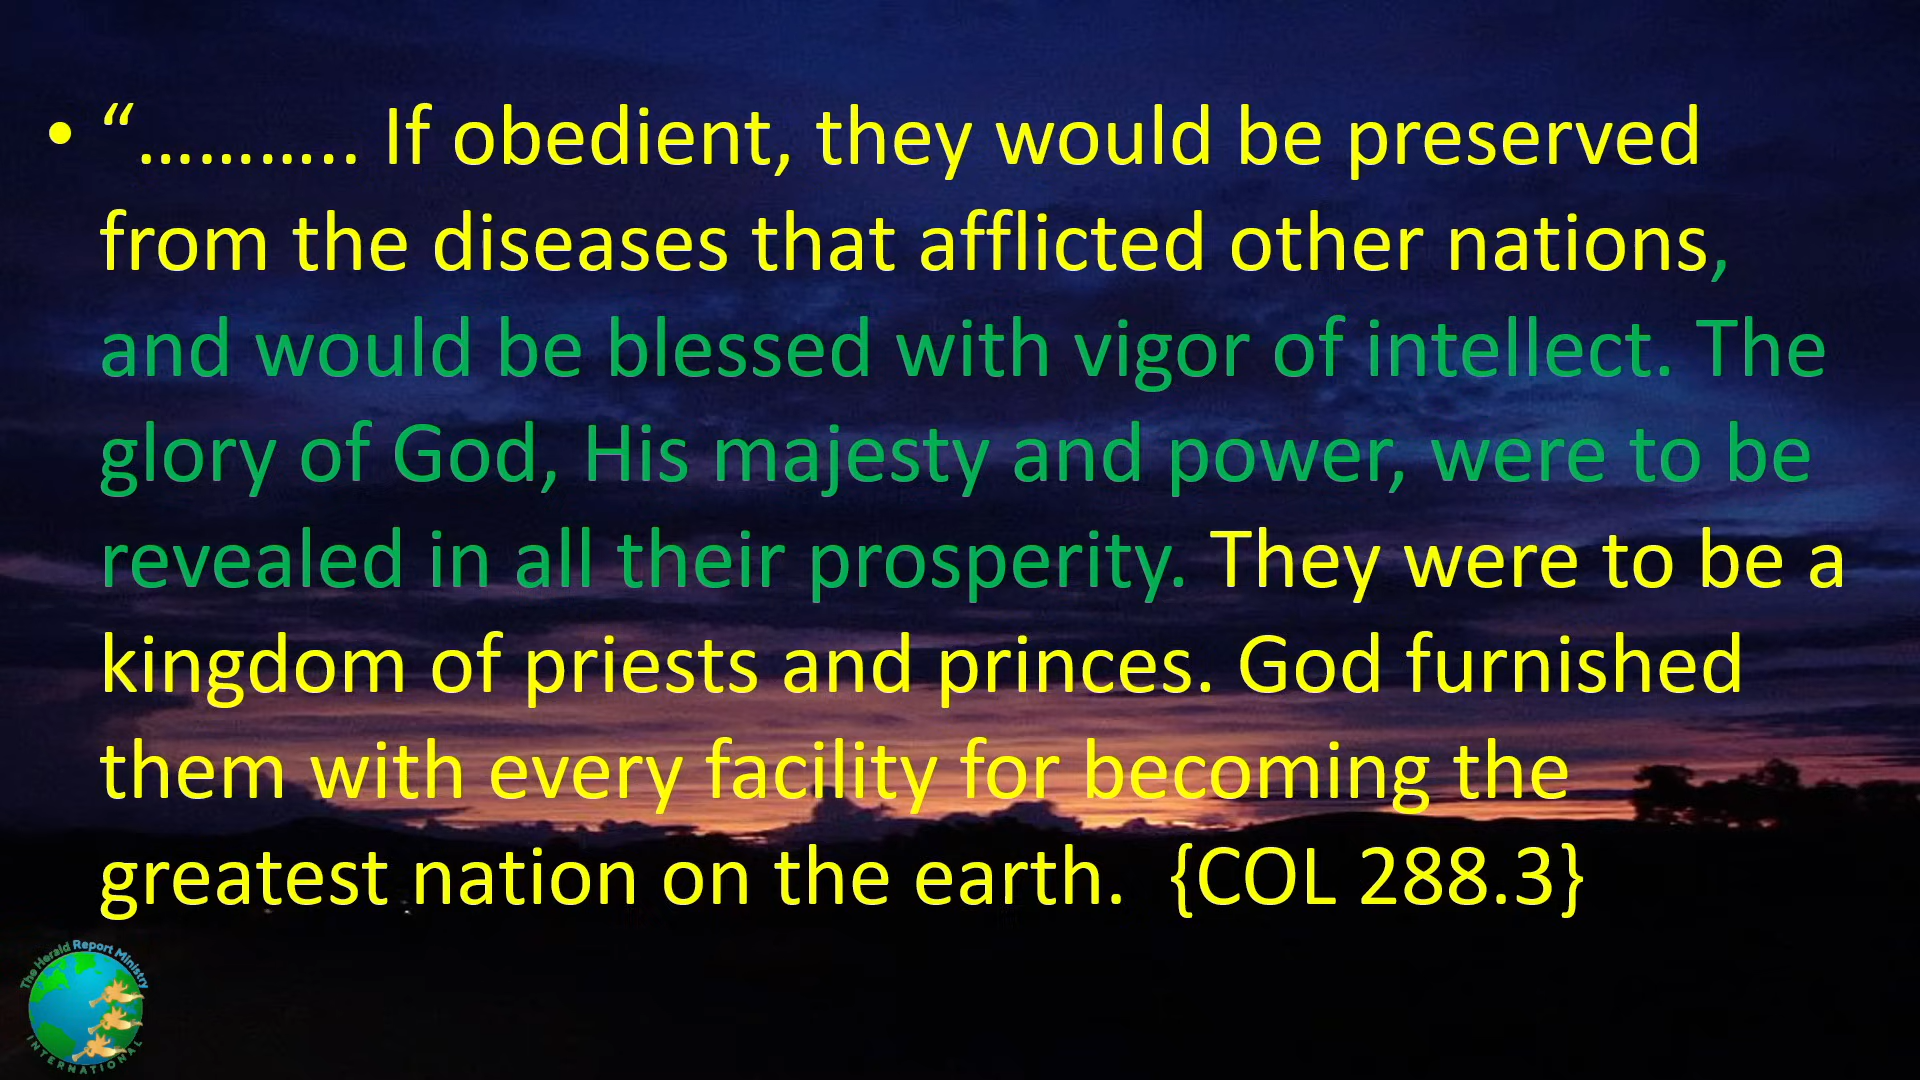 • “……….. If obedient, they would be preserved
from the diseases that afflicted other nations,
and would be blessed with vigor of intellect. The
glory of God, His majesty and power, were to be
revealed in all their prosperity. They were to be a
kingdom of priests and princes. God furnished
them with every facility for becoming the
greatest nation on the earth.  {COL 288.3}
The Herald Report Ministry
INTERNATIONAL